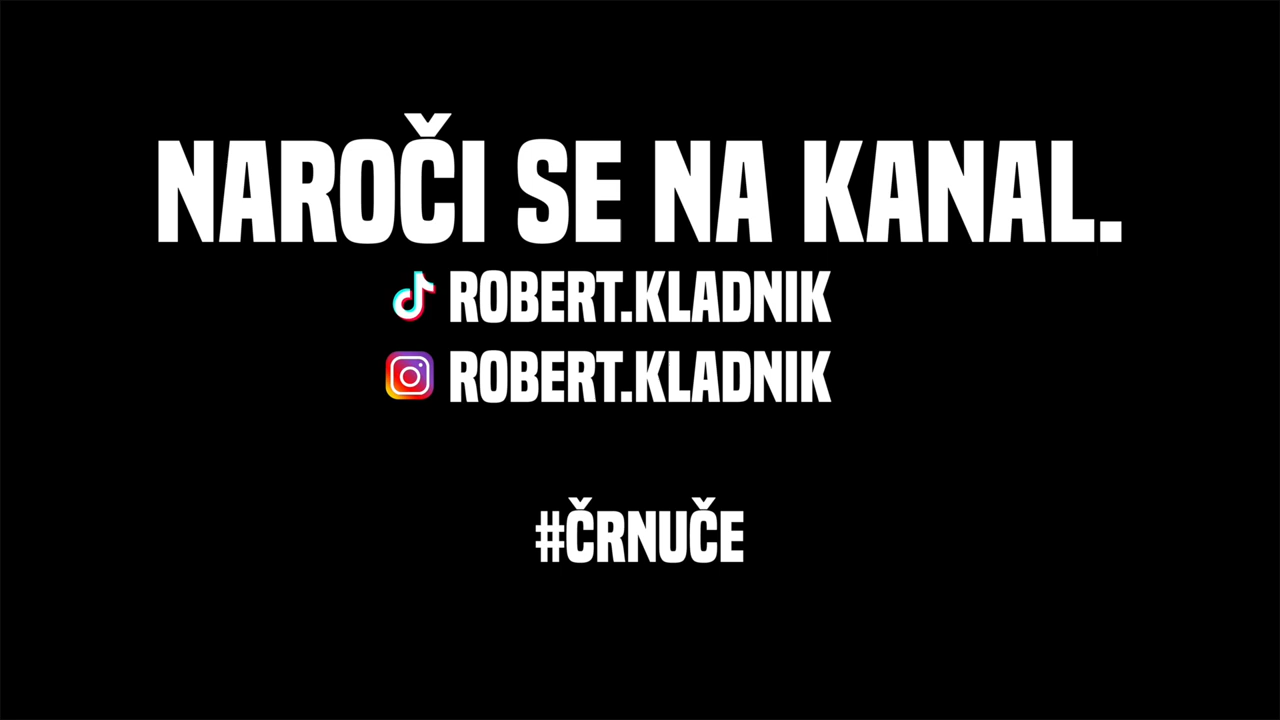 NAROČI SE NA KANAL.
ROBERT.KLADNIK
ROBERT.KLADNIK
#ČRNUČE